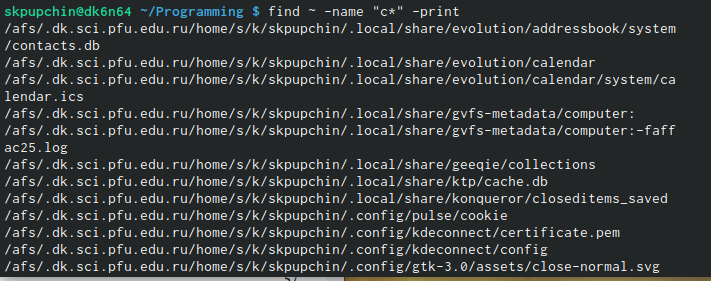 skpupchin@dk6n64 ~/Programming $ find ~ -name "c*" -print
/afs/.dk.sci.pfu.edu.ru/home/s/k/skpupchin/.local/share/evolution/addressbook/system
/contacts.db
/afs/.dk.sci.pfu.edu.ru/home/s/k/skpupchin/.local/share/evolution/calendar
/afs/.dk.sci.pfu.edu.ru/home/s/k/skpupchin/.local/share/evolution/calendar/system/ca
lendar.ics
/afs/.dk.sci.pfu.edu.ru/home/s/k/skpupchin/.local/share/gvfs-metadata/computer:
/afs/.dk.sci.pfu.edu.ru/home/s/k/skpupchin/.local/share/gvfs-metadata/computer:-faff
ac25.log
/afs/.dk.sci.pfu.edu.ru/home/s/k/skpupchin/.local/share/geeqie/collections
/afs/.dk.sci.pfu.edu.ru/home/s/k/skpupchin/.local/share/ktp/cache.db
/afs/.dk.sci.pfu.edu.ru/home/s/k/skpupchin/.local/share/konqueror/closeditems_saved
/afs/.dk.sci.pfu.edu.ru/home/s/k/skpupchin/.config/pulse/cookie
/afs/.dk.sci.pfu.edu.ru/home/s/k/skpupchin/.config/kdeconnect/certificate.pem
/afs/.dk.sci.pfu.edu.ru/home/s/k/skpupchin/.config/kdeconnect/config
/afs/.dk.sci.pfu.edu.ru/home/s/k/skpupchin/.config/gtk-3.0/assets/close-normal.svg